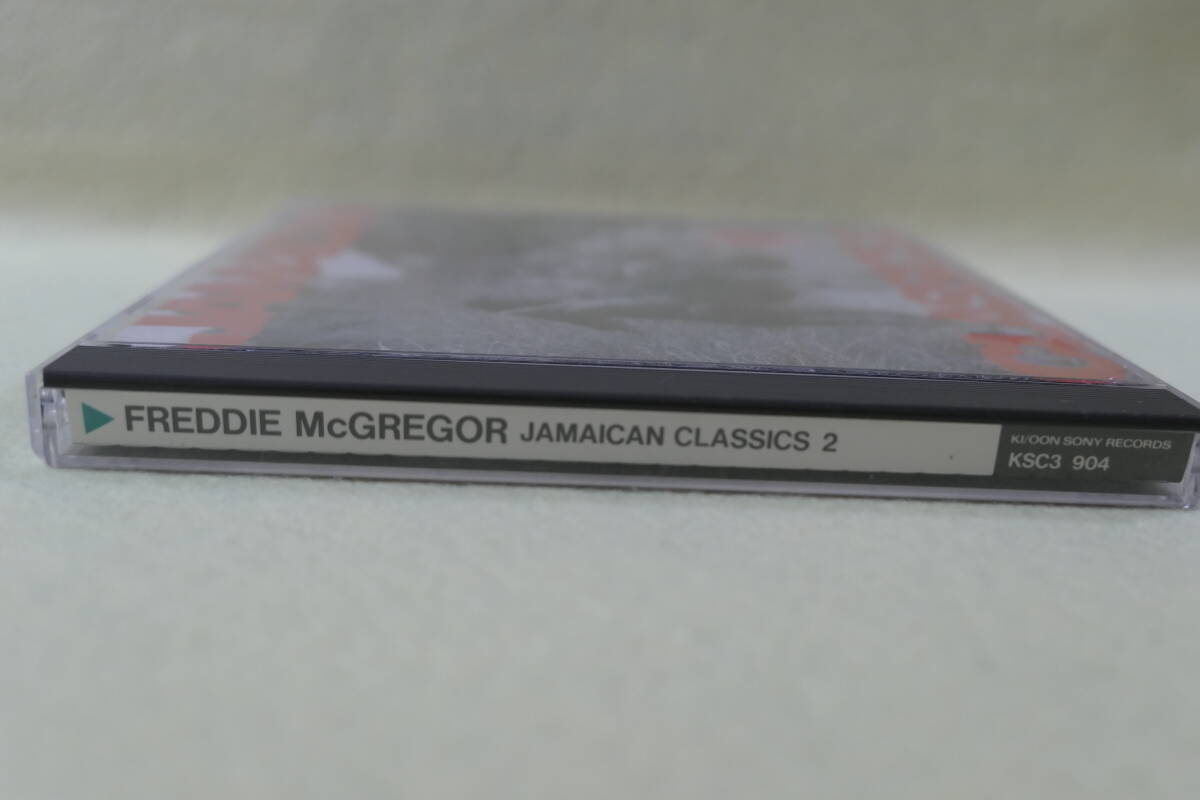 FREDDIE McGREGOR JAMAICAN CLASSICS 2
KI/OON SONY RECORDS
KSC3 904